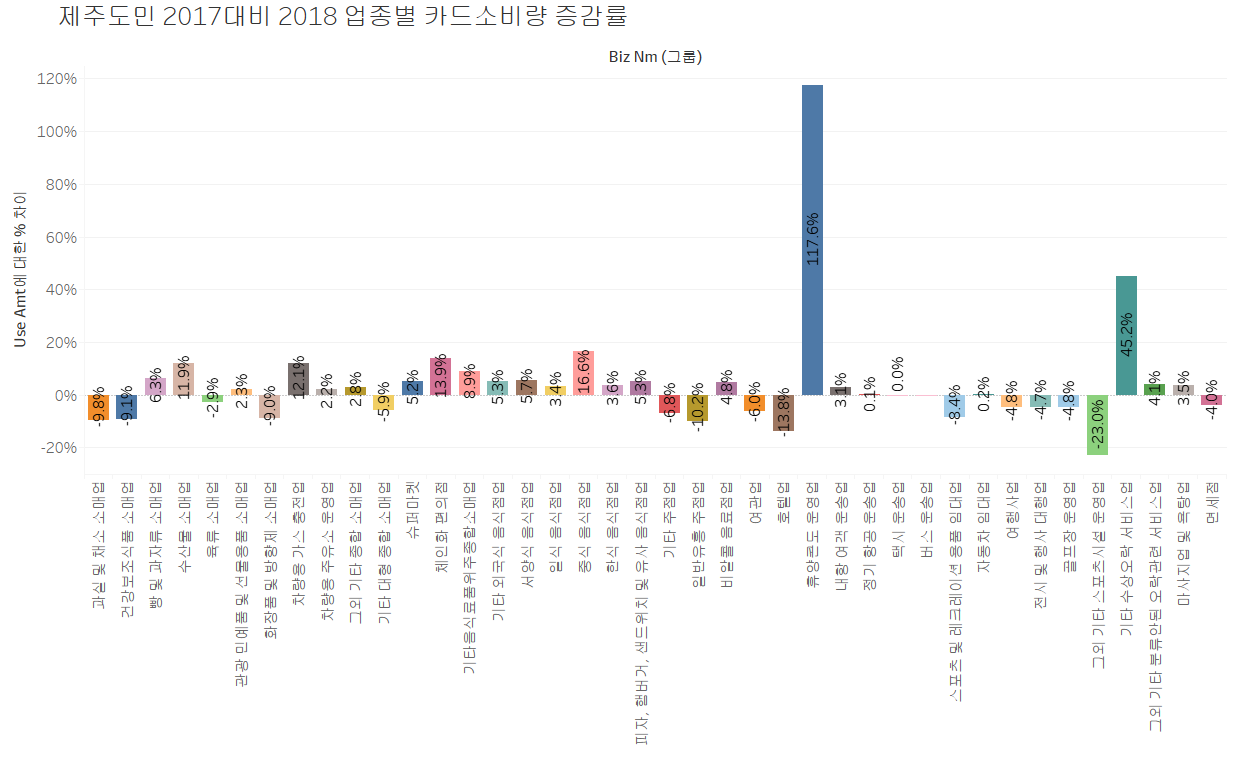 제주도민 2017대비 2018 업종별 카드소비량 증감률
Biz Nm (그룹)
Use Amt에 대한 % 차이
120%
100%
80%
60%
40%
20%
0%
-20%
-9.8%
-9.1%
6.3%
11.9%
-2.9%
2.3%
-9.0%
12.1%
2.2%
2.8%
-5.9%
5.2%
13.9%
8.9%
5.3%
5.7%
3.4%
16.6%
3.6%
5.3%
-6.8%
-10.2%
4.8%
-6.0%
-13.8%
117.6%
3.1%
0.1%
0.0%
-8.4%
0.2%
-4.8%
-4.7%
-4.8%
-23.0%
45.2%
4.1%
3.5%
-4.0%
과실 및 채소 소매업
건강보조식품 소매업
빵 및 과자류 소매업
수산물 소매업
육류 소매업
관광 민예품 및 선물용품 소매업
화장품 및 방향제 소매업
차량용 가스 충전업
차량용 주유소 운영업
그외 기타 종합 소매업
기타 대형 종합 소매업
슈퍼마켓
체인화 편의점
기타음식료품위주종합소매업
기타 외국식 음식점업
서양식 음식점업
일식 음식점업
중식 음식점업
한식 음식점업
피자, 햄버거, 샌드위치 및 유사 음식점업
기타 주점업
일반유흥 주점업
비알콜 음료점업
여관업
호텔업
휴양콘도 운영업
내항 여객 운송업
정기 항공 운송업
택시 운송업
버스 운송업
스포츠 및 레크레이션 용품 임대업
자동차 임대업
여행사업
전시 및 행사 대행업
골프장 운영업
그외 기타 스포츠시설 운영업
기타 수상오락 서비스업
그외 기타 분류안된 오락관련 서비스업
마사지업 및 욕탕업
면세점